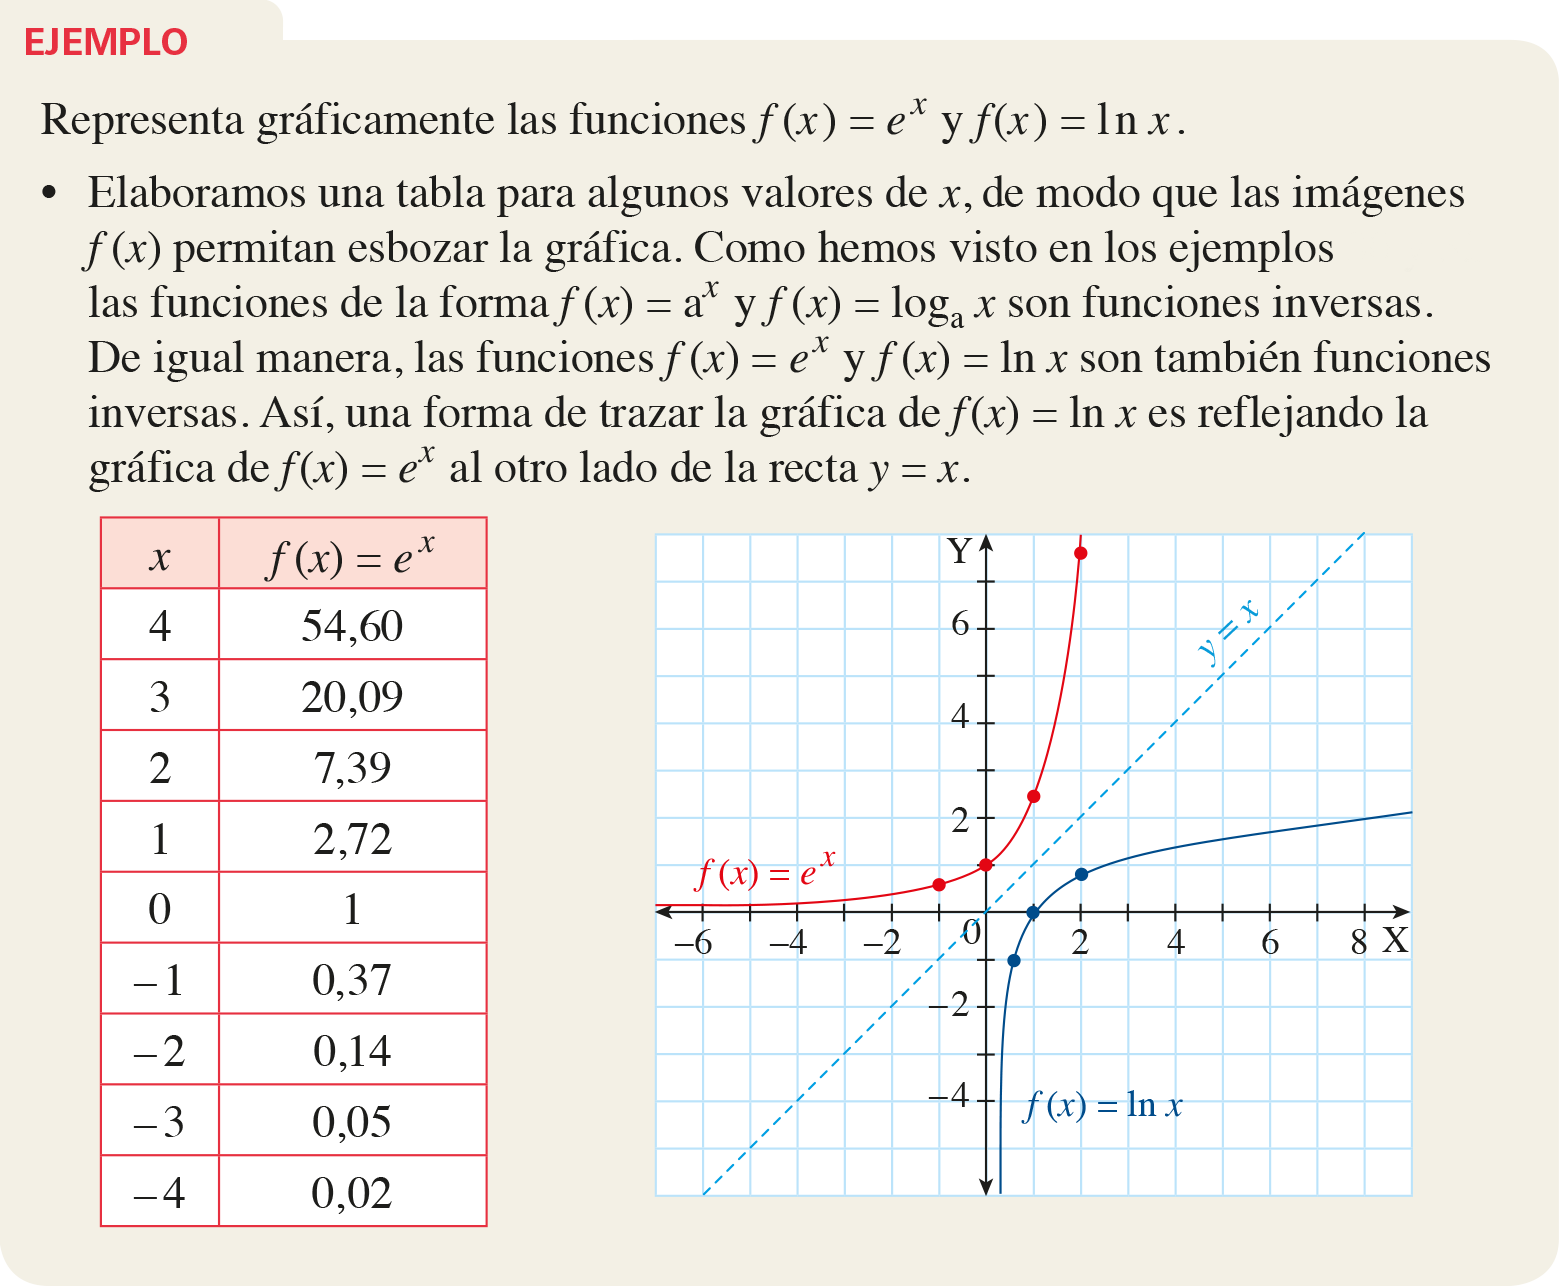 EJEMPLO
Representa gráficamente las funciones f(x) = e^x y f(x) = ln x.
• Elaboramos una tabla para algunos valores de x, de modo que las imágenes
f(x) permitan esbozar la gráfica. Como hemos visto en los ejemplos
las funciones de la forma f(x) = a^x y f(x) = log_a x son funciones inversas.
De igual manera, las funciones f(x) = e^x y f(x) = ln x son también funciones
inversas. Así, una forma de trazar la gráfica de f(x) = ln x es reflejando la
gráfica de f(x) = e^x al otro lado de la recta y = x.
x f(x) = e^x
4 54,60
3 20,09
2 7,39
1 2,72
0 1
–1 0,37
–2 0,14
–3 0,05
–4 0,02
Y
6
4
2
y = x
f(x) = e^x
–6 –4 –2 0 2 4 6 8 X
–2
–4
f(x) = ln x